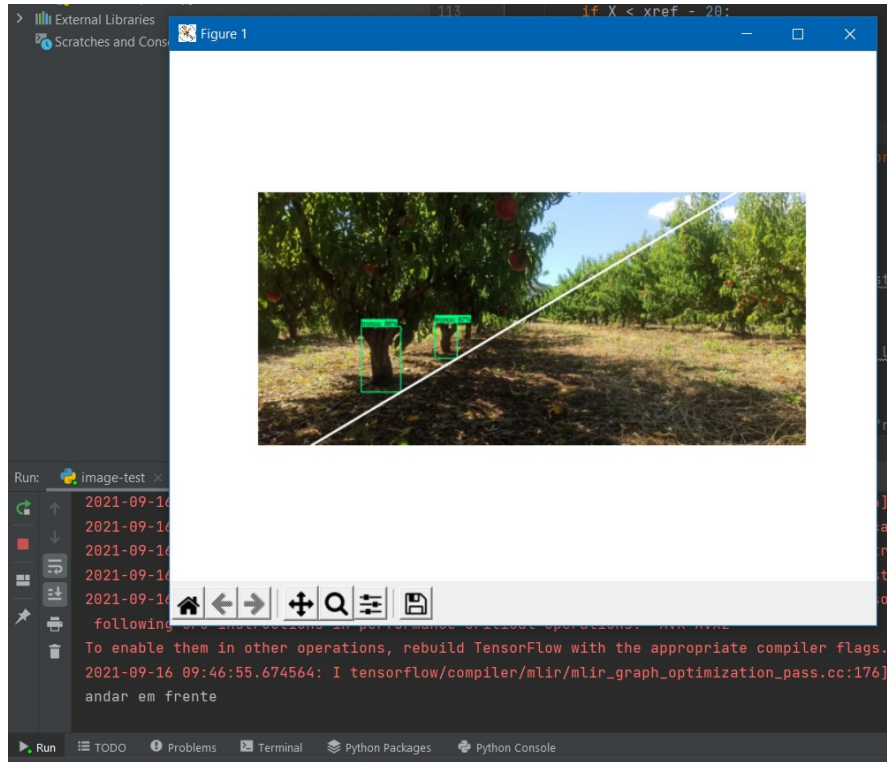 External Libraries
Scratches and Cons
113 if X < xref - 20:
Figure 1
Run: image-test
2021-09-16
2021-09-16
2021-09-16
2021-09-16
2021-09-16
following
To enable them in other operations, rebuild TensorFlow with the appropriate compiler flags.
2021-09-16 09:46:55.674564: I tensorflow/compiler/mlir/mlir_graph_optimization_pass.cc:176]
andar em frente
Run TODO Problems Terminal Python Packages Python Console